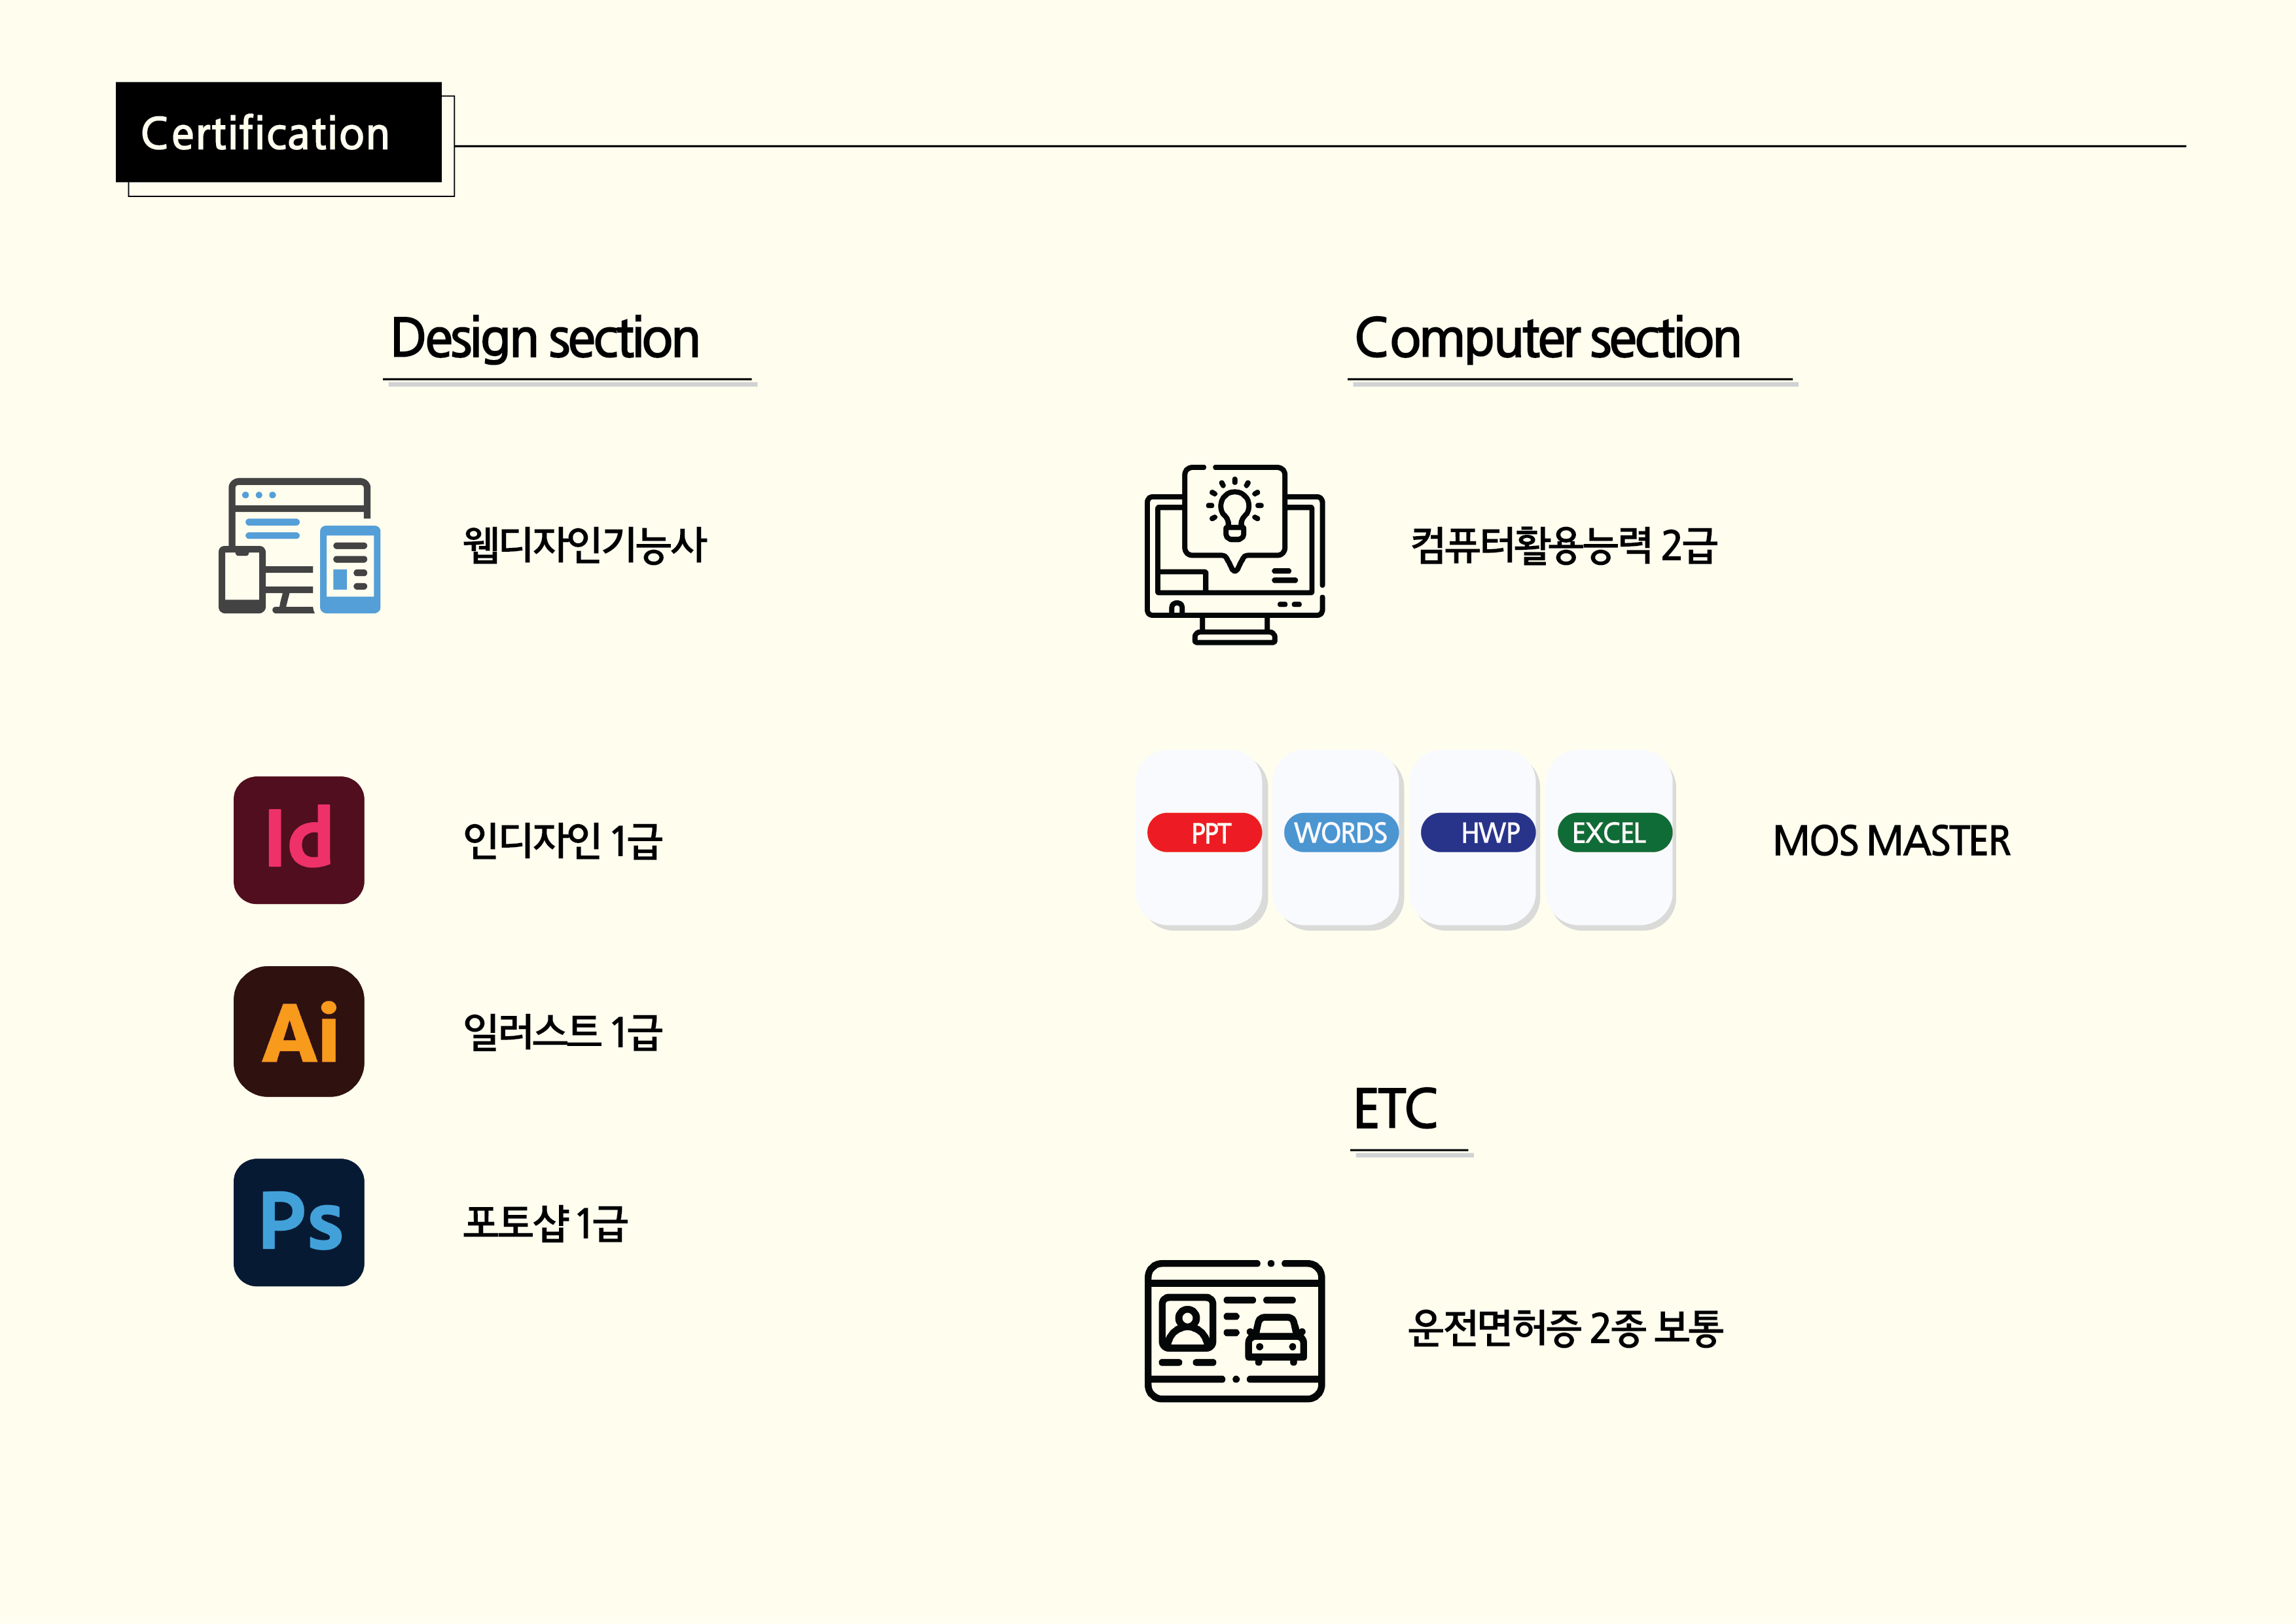 Certification
Design section
웹디자인기능사
Id
인디자인 1급
Ai
일러스트 1급
Ps
포토샵 1급
Computer section
컴퓨터활용능력 2급
PPT WORDS HWP EXCEL
MOS MASTER
ETC
운전면허증 2종 보통